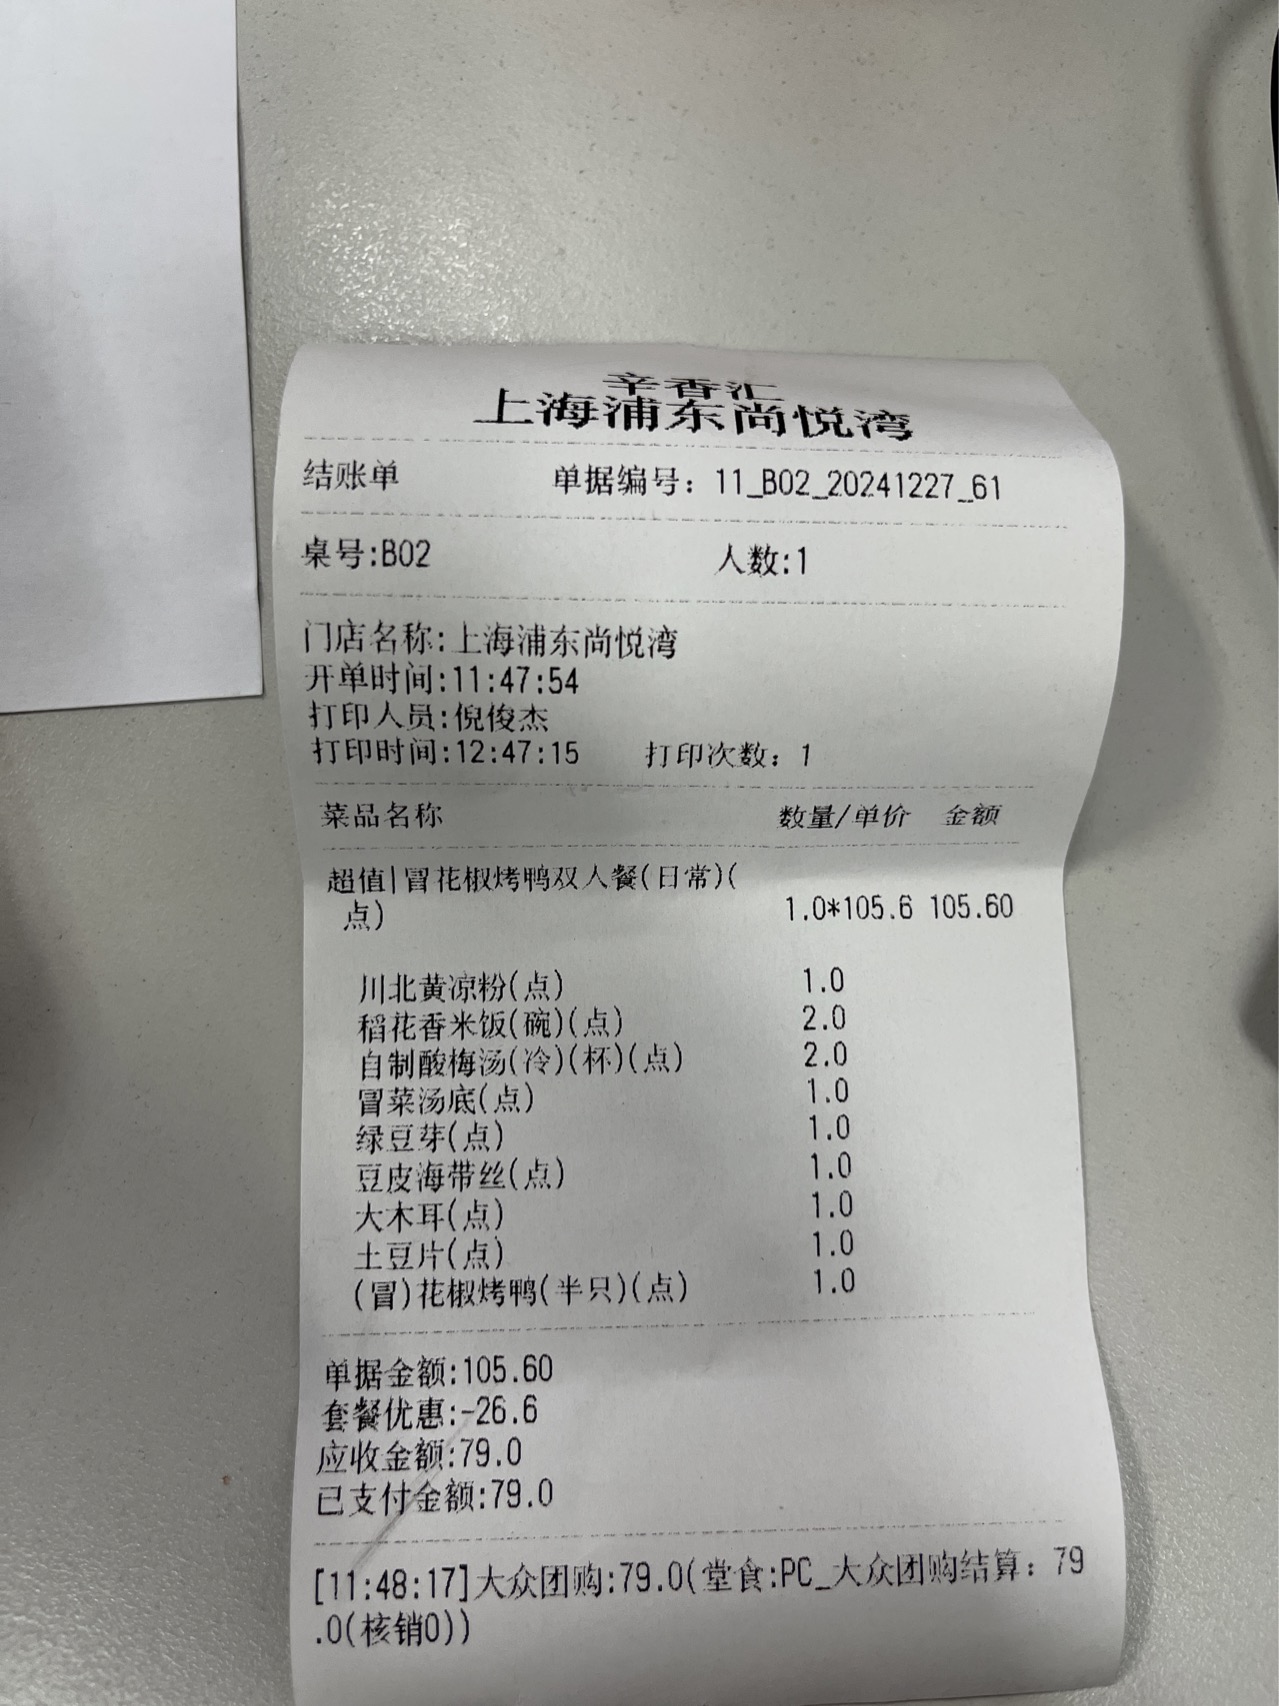 辛香汇
上海浦东尚悦湾
结账单 单据编号：11_B02_20241227_61
桌号:B02 人数:1
门店名称:上海浦东尚悦湾
开单时间:11:47:54
打印人员:倪俊杰
打印时间:12:47:15 打印次数：1
菜品名称 数量/单价 金额
超值|冒花椒烤鸭双人餐(日常)(
点) 1.0*105.6 105.60
川北黄凉粉(点) 1.0
稻花香米饭(碗)(点) 2.0
自制酸梅汤(冷)(杯)(点) 2.0
冒菜汤底(点) 1.0
绿豆芽(点) 1.0
豆皮海带丝(点) 1.0
大木耳(点) 1.0
土豆片(点) 1.0
(冒)花椒烤鸭(半只)(点) 1.0
单据金额:105.60
套餐优惠:-26.6
应收金额:79.0
已支付金额:79.0
[11:48:17]大众团购:79.0(堂食:PC_大众团购结算：79
.0(核销0))